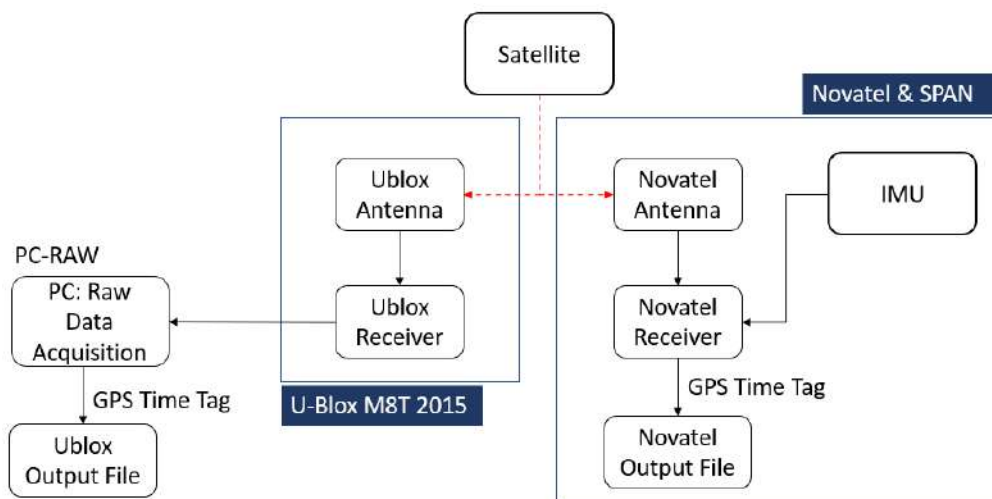 Satellite
Novatel & SPAN
Ublox
Antenna
Novatel
Antenna
IMU
PC-RAW
PC: Raw
Data
Acquisition
Ublox
Receiver
Novatel
Receiver
GPS Time Tag
U-Blox M8T 2015
GPS Time Tag
Ublox
Output File
Novatel
Output File